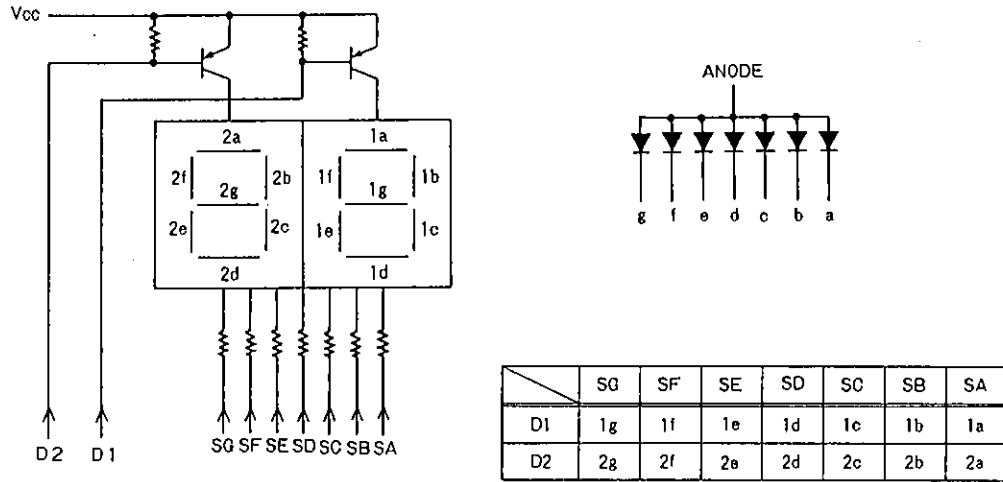 Vcc
ANODE
2a 1a
2f 2b 1f 1b
2g 1g
2e 2c 1e 1c
2d 1d
g f e d c b a
D2 D1 SG SF SE SD SC SB SA
SG SF SE SD SC SB SA
D1 1g 1f 1e 1d 1c 1b 1a
D2 2g 2f 2e 2d 2c 2b 2a